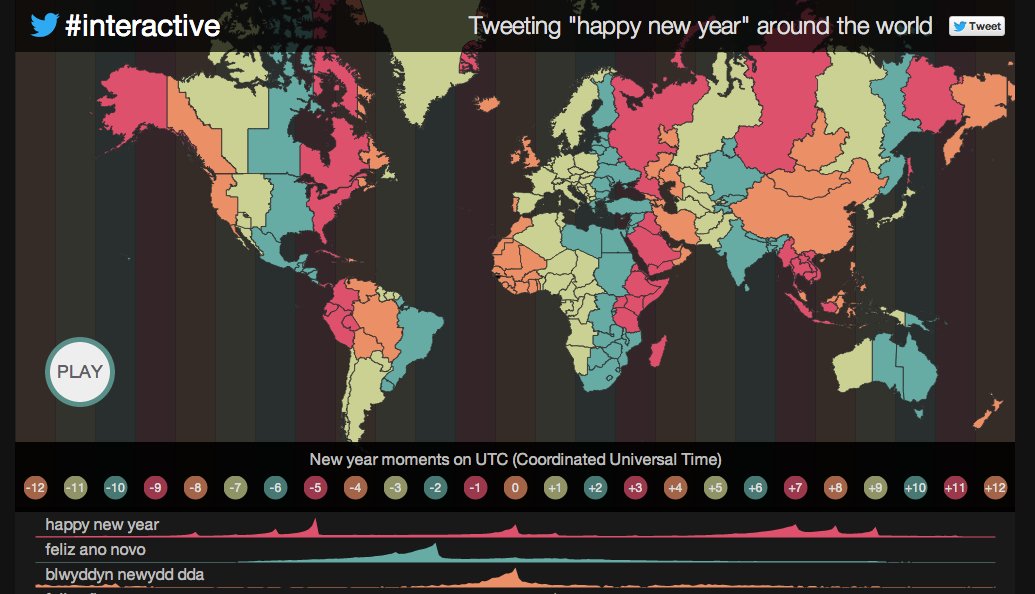 #interactive
Tweeting "happy new year" around the world
Tweet
PLAY
New year moments on UTC (Coordinated Universal Time)
-12 -11 -10 -9 -8 -7 -6 -5 -4 -3 -2 -1 0 +1 +2 +3 +4 +5 +6 +7 +8 +9 +10 +11 +12
happy new year
feliz ano novo
blwyddyn newydd dda